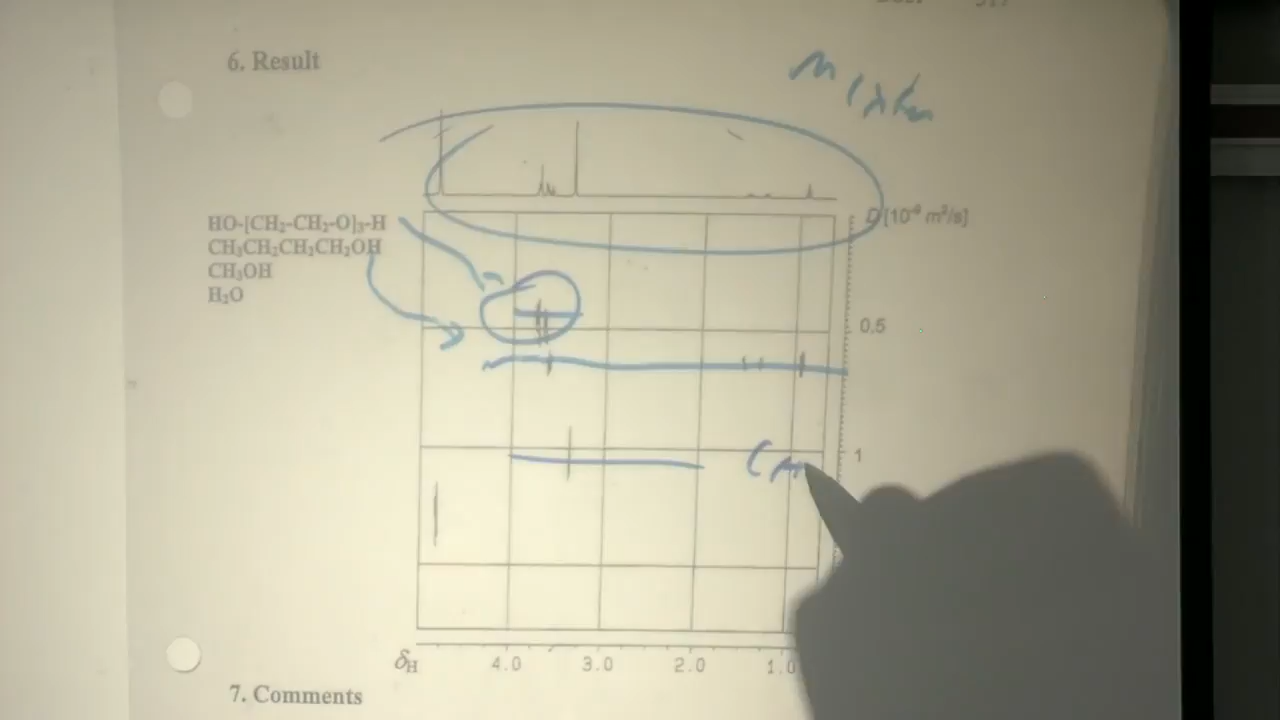 6. Result
HO-[CH₂-CH₂-O]₃-H
CH₃CH₂CH₂CH₂OH
CH₃OH
H₂O
D [10⁻⁹ m²/s]
0,5
1
δH 4.0 3.0 2.0 1.0
7. Comments